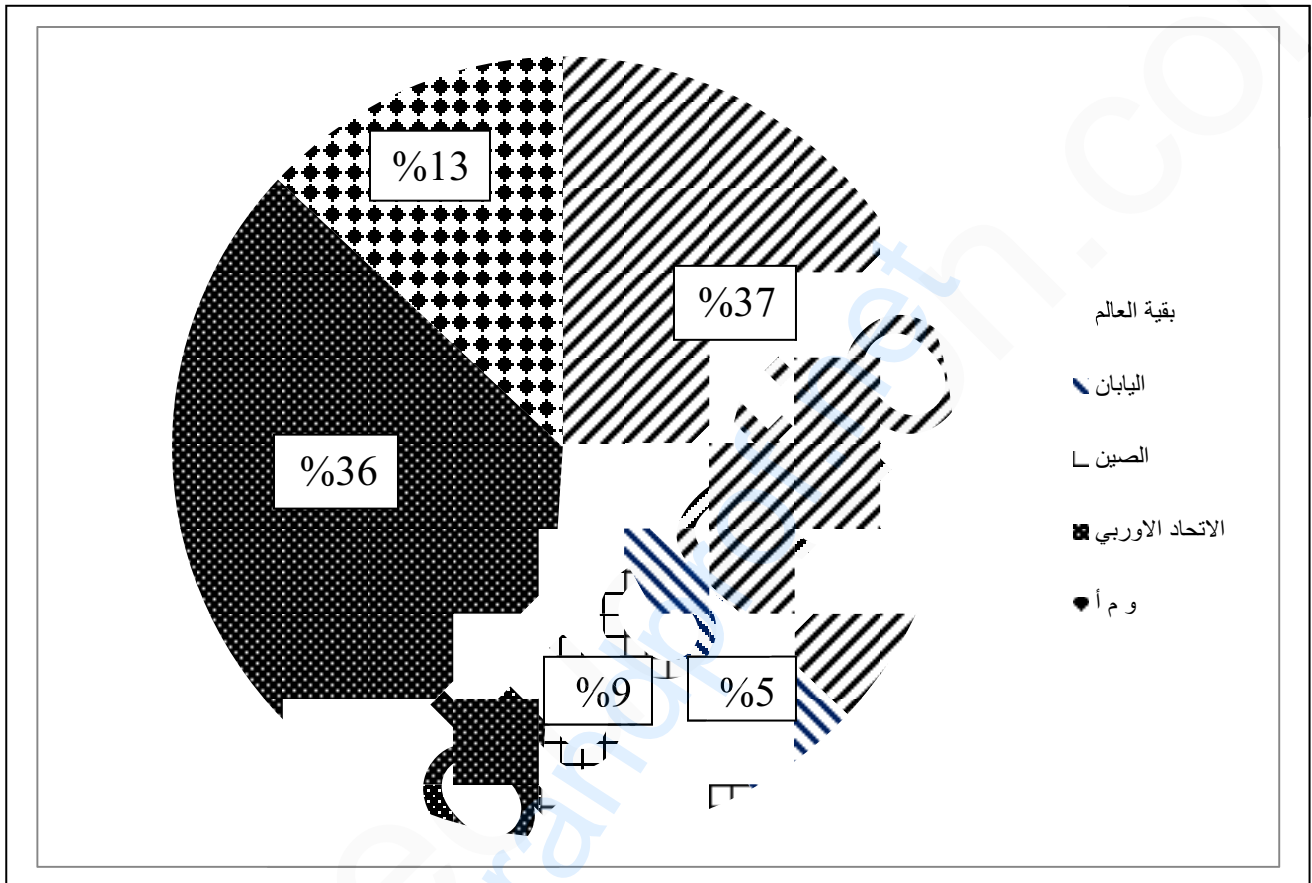 %13
%37
%36
%9
%5
بقية العالم
اليابان
الصين
الاتحاد الاوربي
و م أ